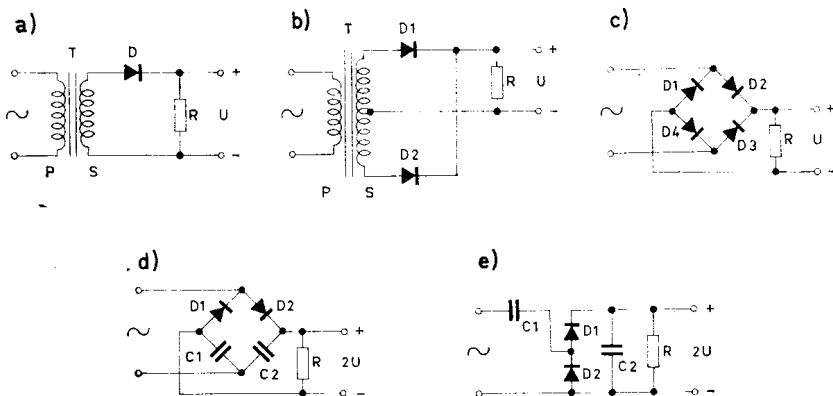 a)
T D
+
R U
-
P S
b)
T D1
+
R U
-
D2
P S
c)
D1 D2
+
D4 D3 R U
-
d)
D1 D2
+
C1 C2 R 2U
-
e)
C1 D1
+
D2 C2 R 2U
-